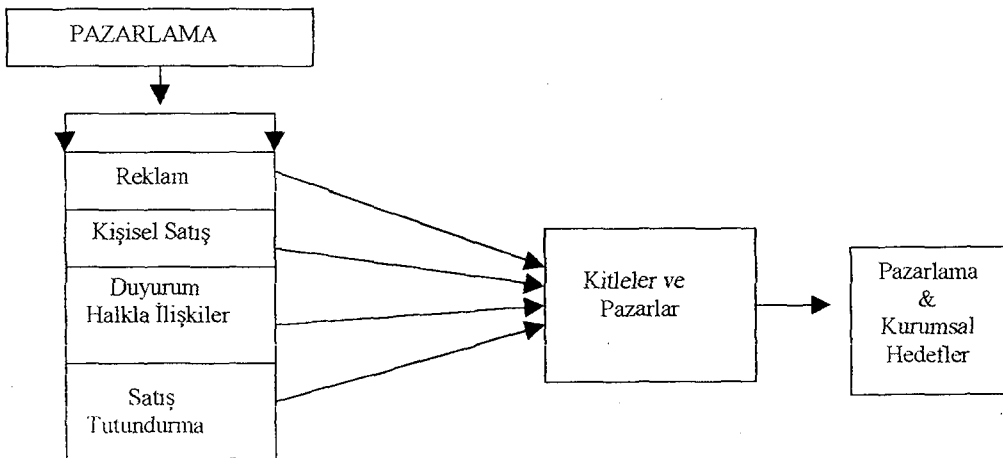 PAZARLAMA
Reklam
Kişisel Satış
Duyurum
Halkla İlişkiler
Satış
Tutundurma
Kitleler ve
Pazarlar
Pazarlama
&
Kurumsal
Hedefler